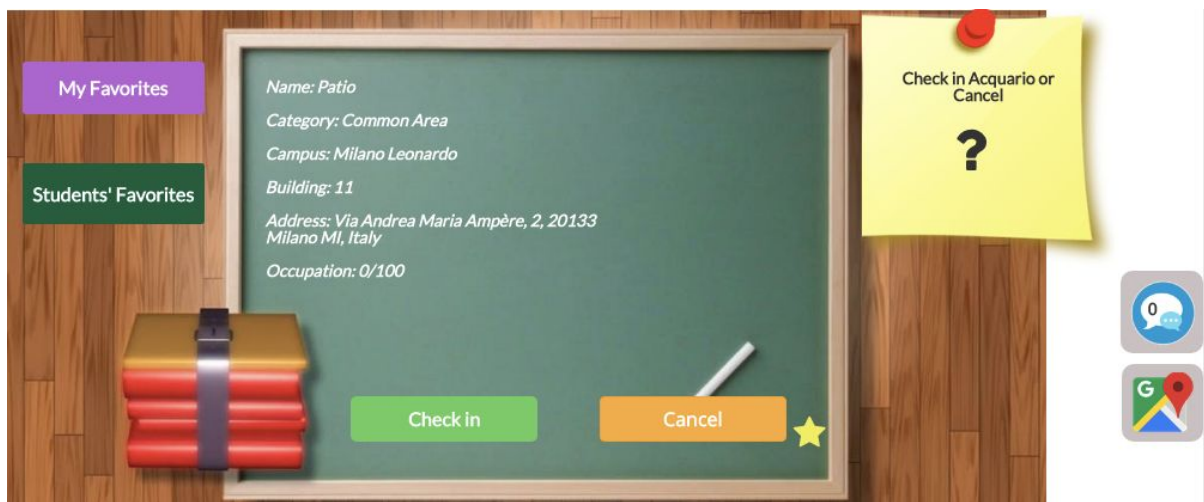 My Favorites
Students' Favorites
Name: Patio
Category: Common Area
Campus: Milano Leonardo
Building: 11
Address: Via Andrea Maria Ampère, 2, 20133
Milano MI, Italy
Occupation: 0/100
Check in
Cancel
Check in Acquario or
Cancel
?
0
G